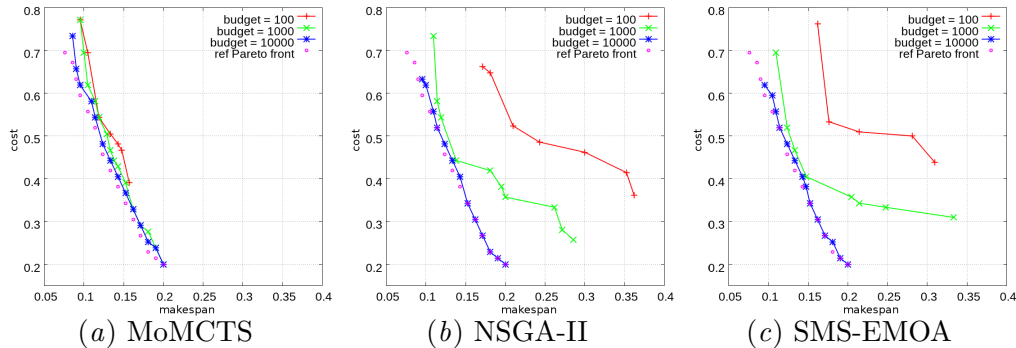 budget = 100
budget = 1000
budget = 10000
ref Pareto front
cost
0.8
0.7
0.6
0.5
0.4
0.3
0.2
0.05 0.1 0.15 0.2 0.25 0.3 0.35 0.4
makespan
(a) MoMCTS
budget = 100
budget = 1000
budget = 10000
ref Pareto front
cost
0.8
0.7
0.6
0.5
0.4
0.3
0.2
0.05 0.1 0.15 0.2 0.25 0.3 0.35 0.4
makespan
(b) NSGA-II
budget = 100
budget = 1000
budget = 10000
ref Pareto front
cost
0.8
0.7
0.6
0.5
0.4
0.3
0.2
0.05 0.1 0.15 0.2 0.25 0.3 0.35 0.4
makespan
(c) SMS-EMOA